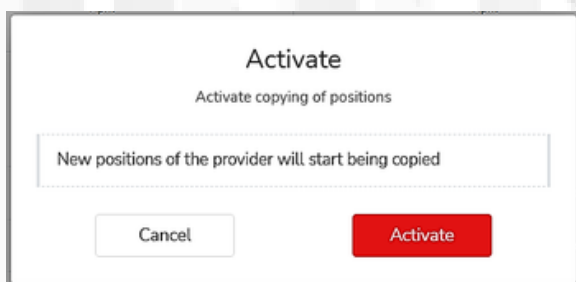 Activate
Activate copying of positions
New positions of the provider will start being copied
Cancel
Activate